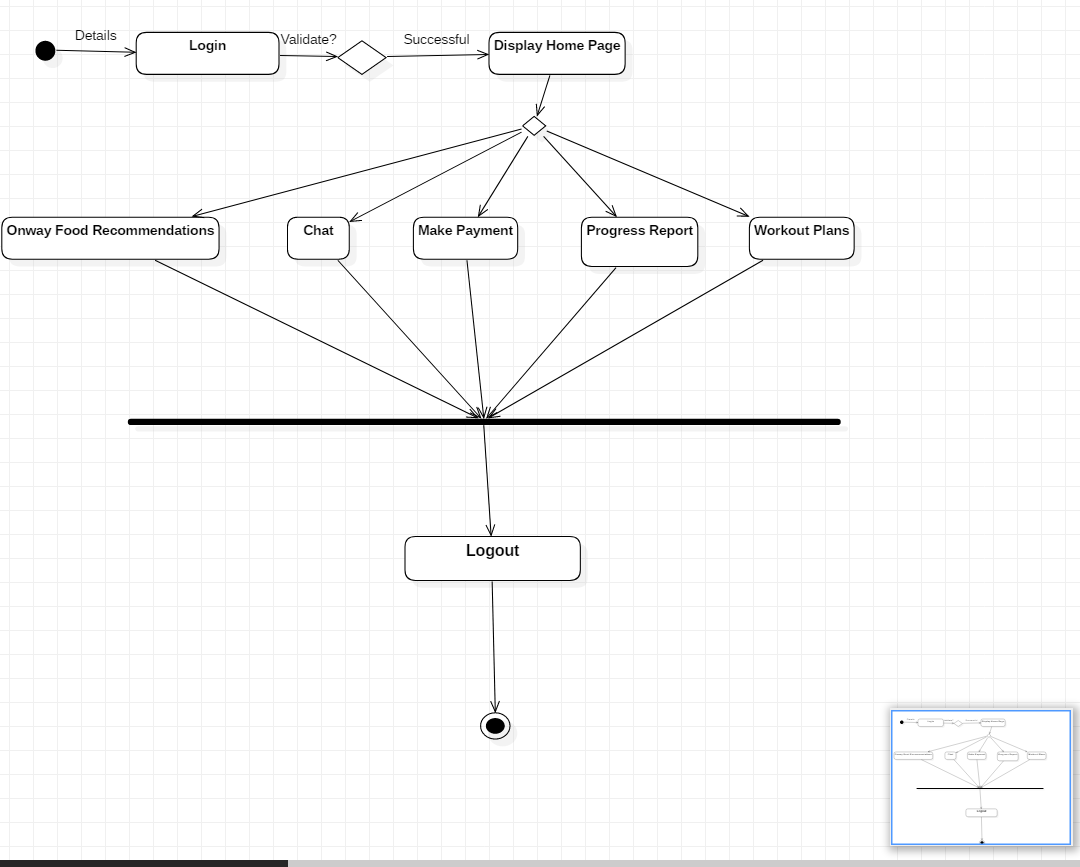 Details
Login
Validate?
Successful
Display Home Page
Onway Food Recommendations
Chat
Make Payment
Progress Report
Workout Plans
Logout